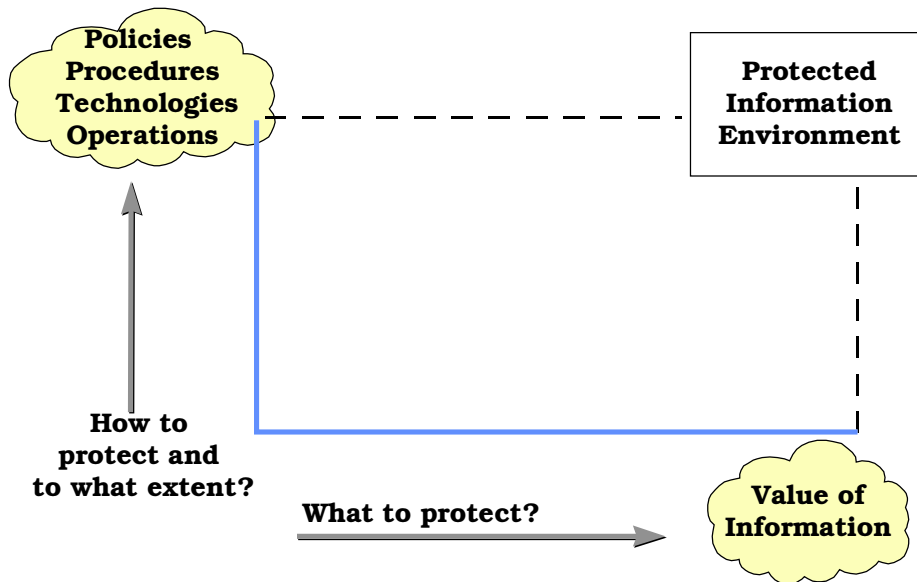 Policies
Procedures
Technologies
Operations
Protected
Information
Environment
How to
protect and
to what extent?
What to protect?
Value of
Information